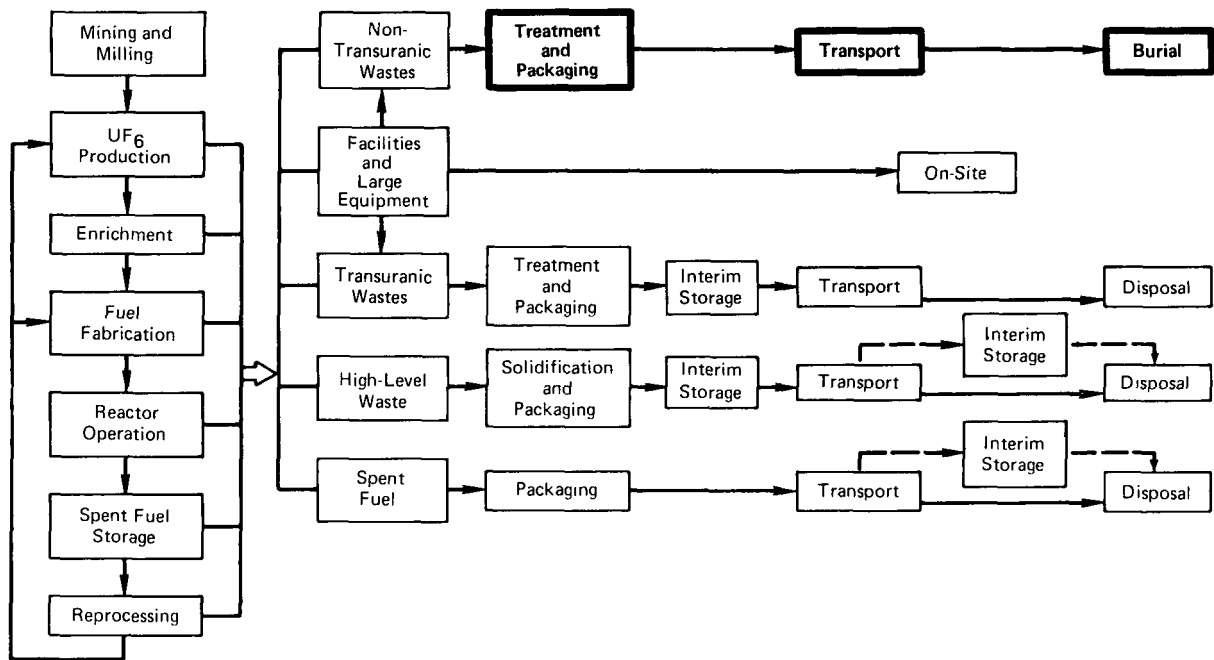 Mining and
Milling
UF6
Production
Enrichment
Fuel
Fabrication
Reactor
Operation
Spent Fuel
Storage
Reprocessing
Non-
Transuranic
Wastes
Treatment
and
Packaging
Transport
Burial
Facilities
and
Large
Equipment
On-Site
Transuranic
Wastes
Treatment
and
Packaging
Interim
Storage
Transport
Disposal
High-Level
Waste
Solidification
and
Packaging
Interim
Storage
Transport
Interim
Storage
Disposal
Spent
Fuel
Packaging
Transport
Interim
Storage
Disposal